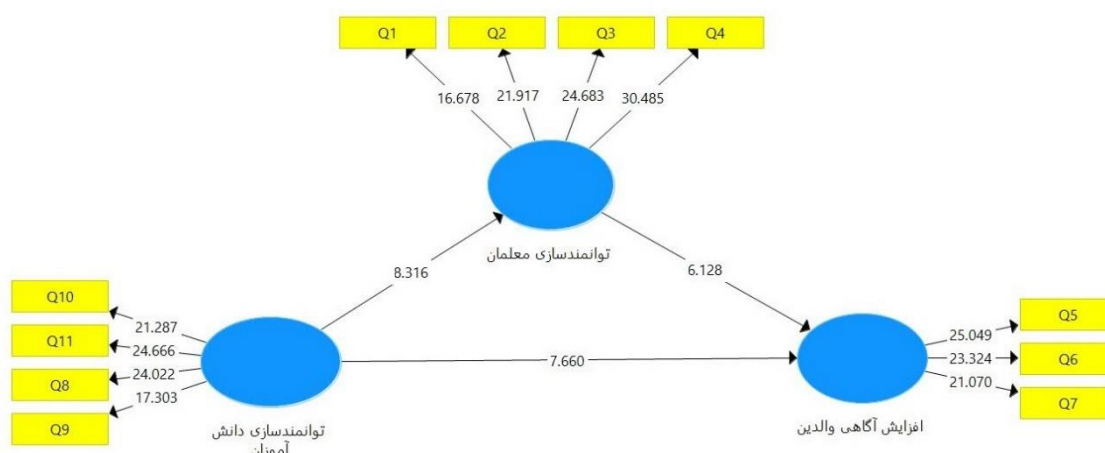 Q1
Q2
Q3
Q4
16.678
21.917
24.683
30.485
توانمندسازی معلمان
8.316
6.128
Q10
Q11
Q8
Q9
21.287
24.666
24.022
17.303
7.660
25.049
23.324
21.070
Q5
Q6
Q7
توانمندسازی دانش
آموزان
افزایش آگاهی والدین